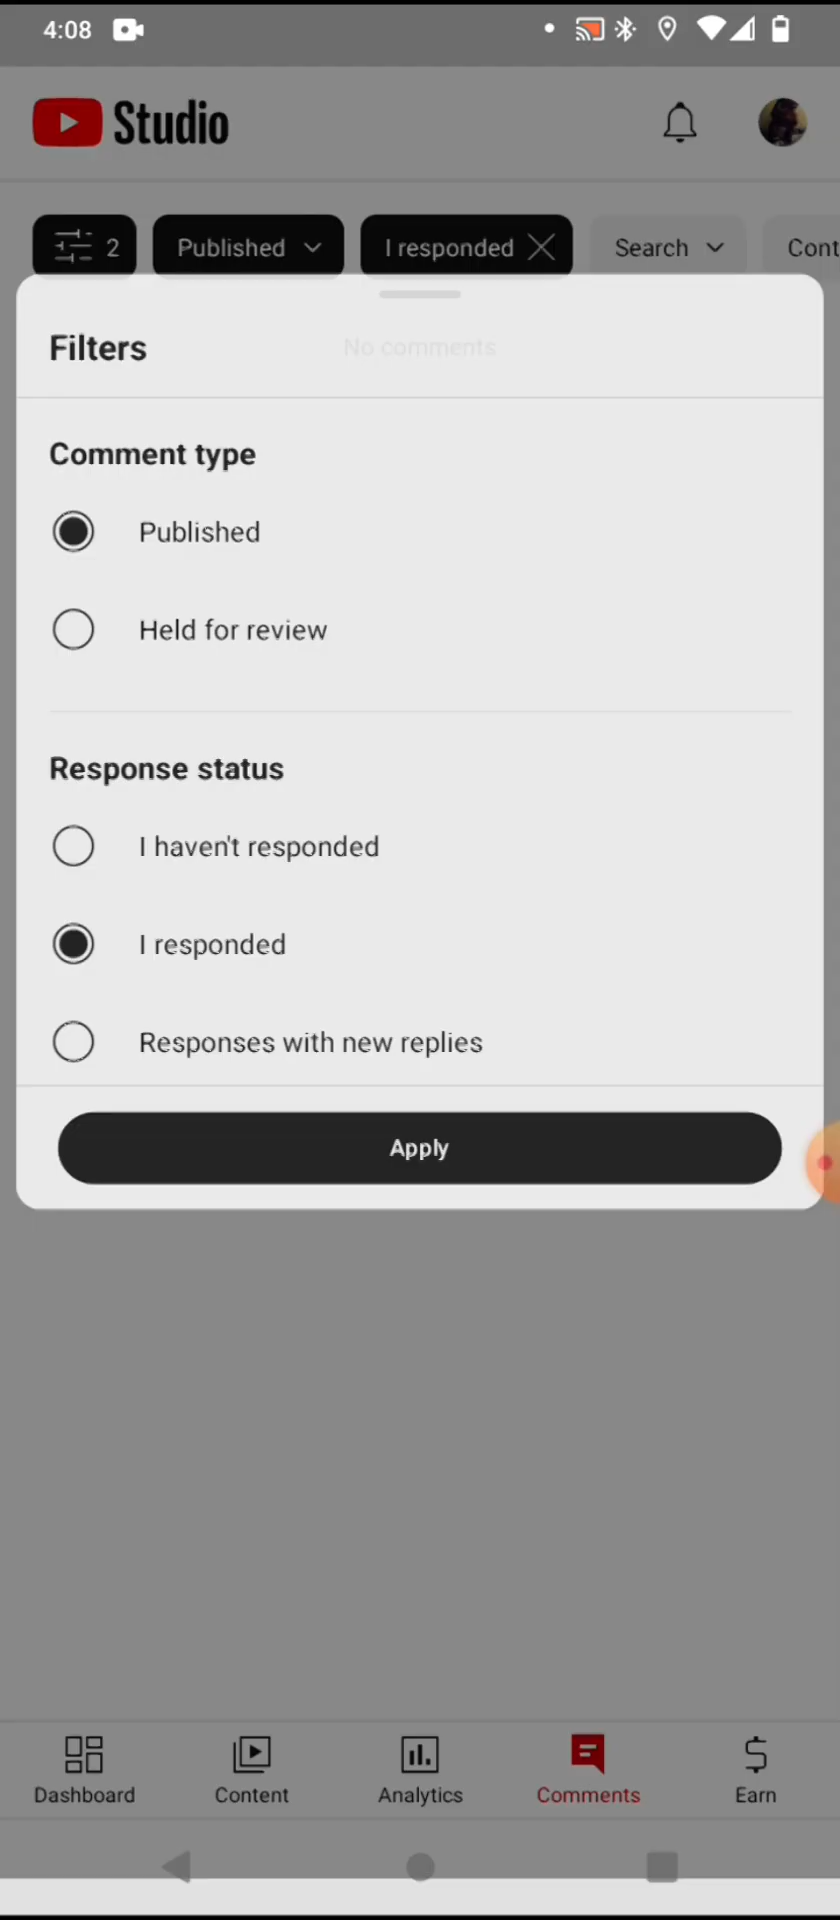 4:08
Studio
2 Published I responded Search Cont
Filters
No comments
Comment type
Published
Held for review
Response status
I haven't responded
I responded
Responses with new replies
Apply
Dashboard Content Analytics Comments Earn